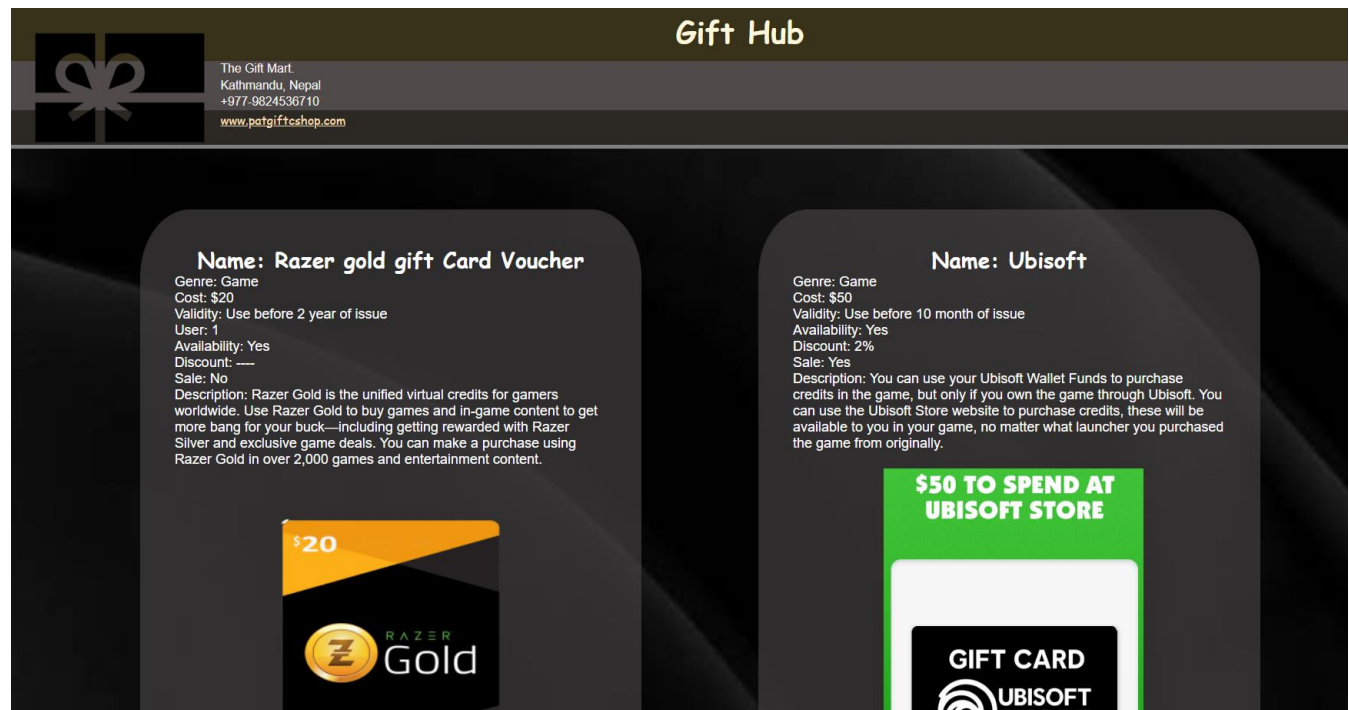 Gift Hub
The Gift Mart.
Kathmandu, Nepal
+977-9824536710
www.patgiftcshop.com
Name: Razer gold gift Card Voucher
Genre: Game
Cost: $20
Validity: Use before 2 year of issue
User: 1
Availability: Yes
Discount: ----
Sale: No
Description: Razer Gold is the unified virtual credits for gamers
worldwide. Use Razer Gold to buy games and in-game content to get
more bang for your buck—including getting rewarded with Razer
Silver and exclusive game deals. You can make a purchase using
Razer Gold in over 2,000 games and entertainment content.
$20
RAZER
Gold
Name: Ubisoft
Genre: Game
Cost: $50
Validity: Use before 10 month of issue
Availability: Yes
Discount: 2%
Sale: Yes
Description: You can use your Ubisoft Wallet Funds to purchase
credits in the game, but only if you own the game through Ubisoft. You
can use the Ubisoft Store website to purchase credits, these will be
available to you in your game, no matter what launcher you purchased
the game from originally.
$50 TO SPEND AT
UBISOFT STORE
GIFT CARD
UBISOFT